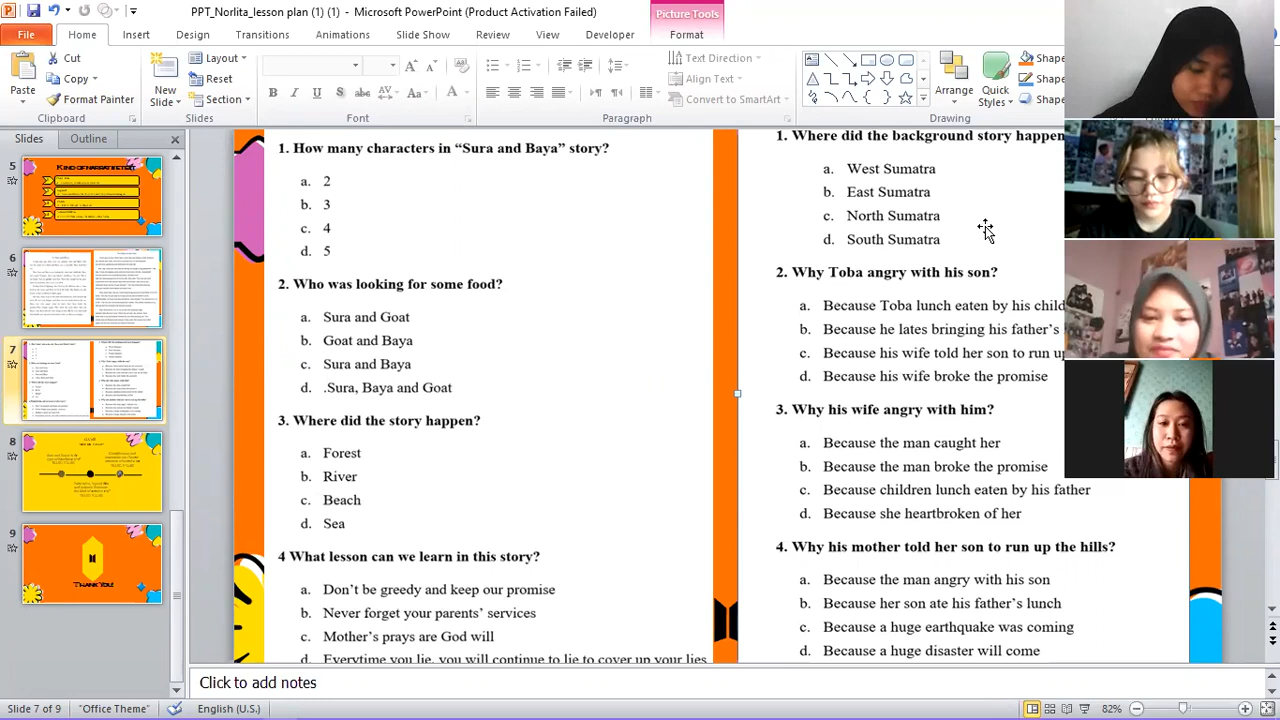 PPT_Norlita_lesson plan (1) (1) - Microsoft PowerPoint (Product Activation Failed)
Picture Tools
File Home Insert Design Transitions Animations Slide Show Review View Developer Format
Paste
Cut
Copy
Format Painter
Clipboard
New Slide
Layout
Reset
Section
Slides
Font
Text Direction
Align Text
Convert to SmartArt
Paragraph
Arrange
Quick Styles
Shape
Shape
Shape
Drawing
Slides Outline
5
6
7
8
9
THANK YOU!
1. How many characters in “Sura and Baya” story?
a.
b. 3
c. 4
d. 5
2. Who was looking for some food?
a. Sura and Goat
b. Goat and Baya
c. Sura and Baya
d. .Sura, Baya and Goat
3. Where did the story happen?
a. Forest
b. River
c. Beach
d. Sea
4 What lesson can we learn in this story?
a. Don’t be greedy and keep our promise
b. Never forget your parents’ services
c. Mother’s prays are God will
d. Everytime you lie, you will continue to lie to cover up your lies
1. Where did the background story happen
a. West Sumatra
b. East Sumatra
c. North Sumatra
d. South Sumatra
2. Why Toba angry with his son?
a. Because Toba lunch eaten by his child
b. Because he lates bringing his father’s
c. Because his wife told her son to run up
d. Because his wife broke the promise
3. Why his wife angry with him?
a. Because the man caught her
b. Because the man broke the promise
c. Because children lunch eaten by his father
d. Because she heartbroken of her
4. Why his mother told her son to run up the hills?
a. Because the man angry with his son
b. Because her son ate his father’s lunch
c. Because a huge earthquake was coming
d. Because a huge disaster will come
Click to add notes
Slide 7 of 9 "Office Theme" English (U.S.) 82%